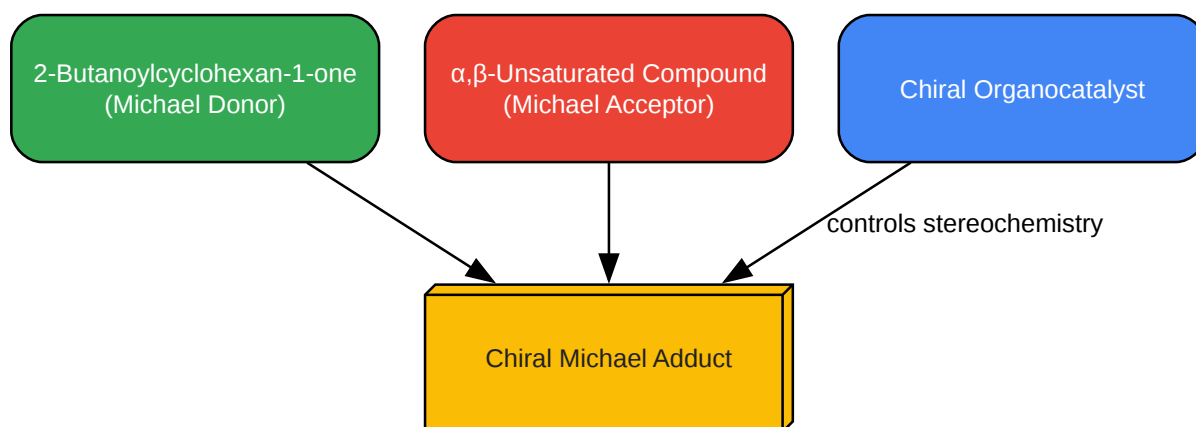 2-Butanoylcyclohexan-1-one
(Michael Donor)
α,β-Unsaturated Compound
(Michael Acceptor)
Chiral Organocatalyst
controls stereochemistry
Chiral Michael Adduct